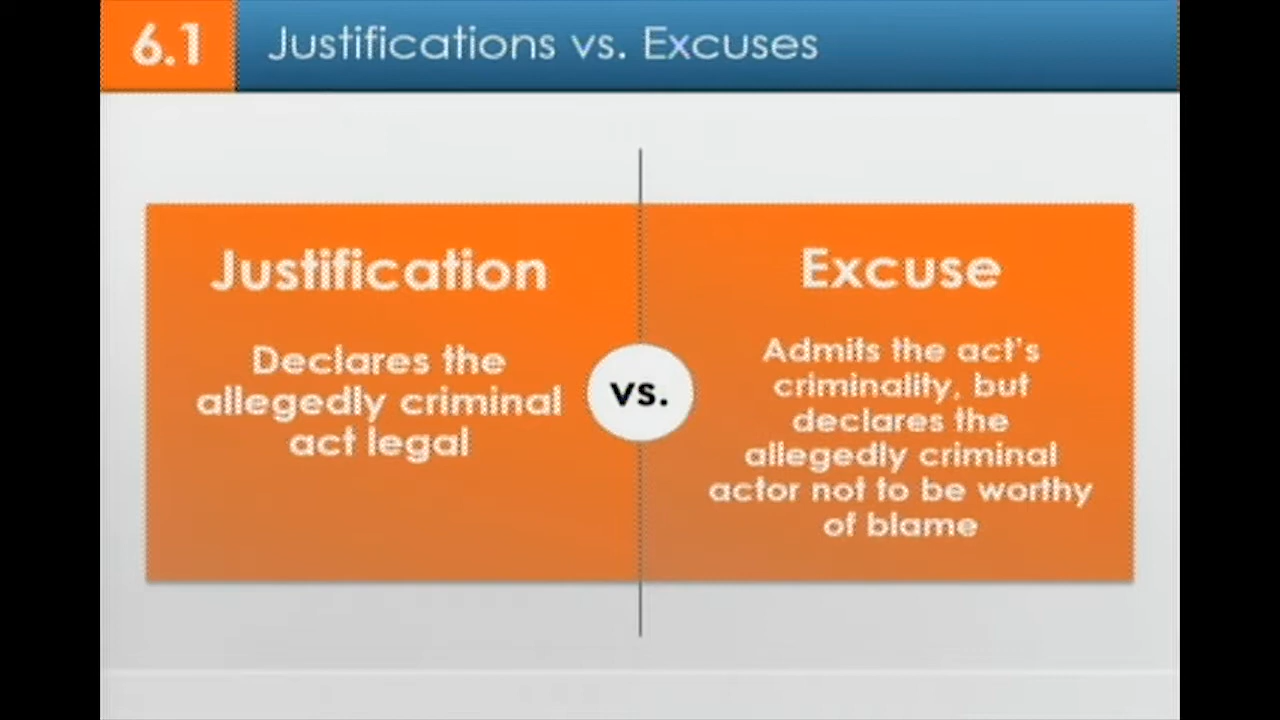 6.1 Justifications vs. Excuses
Justification
Declares the
allegedly criminal
act legal
vs.
Excuse
Admits the act's
criminality, but
declares the
allegedly criminal
actor not to be worthy
of blame